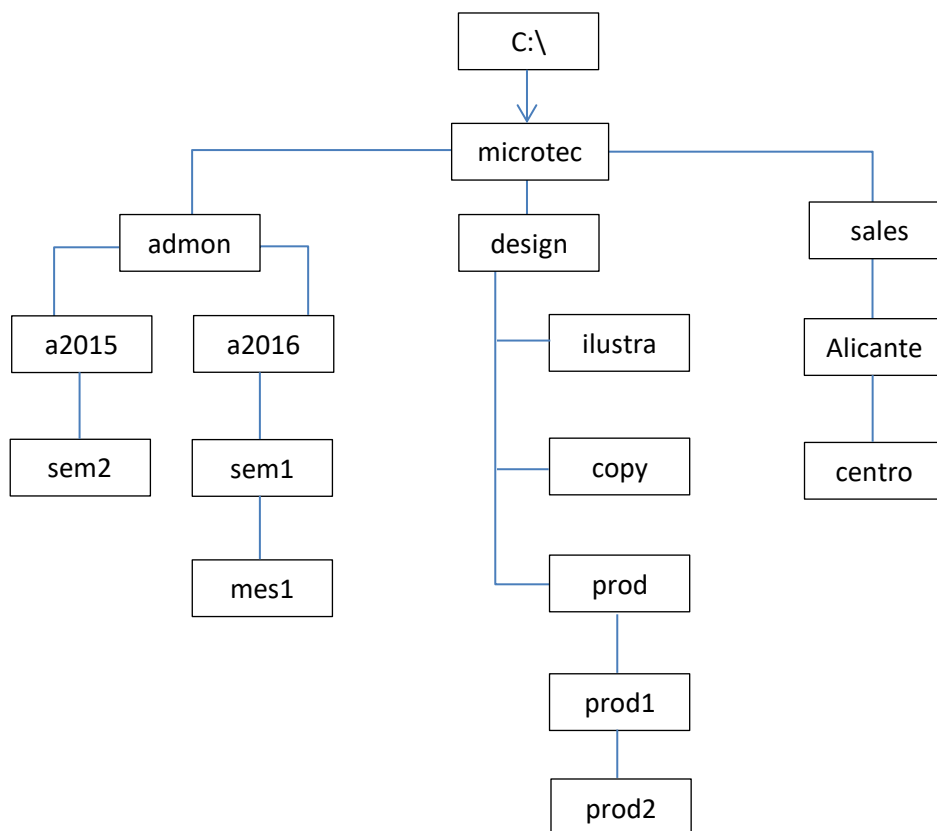 C:\
microtec
admon
design
sales
a2015
a2016
ilustra
Alicante
sem2
sem1
copy
centro
mes1
prod
prod1
prod2